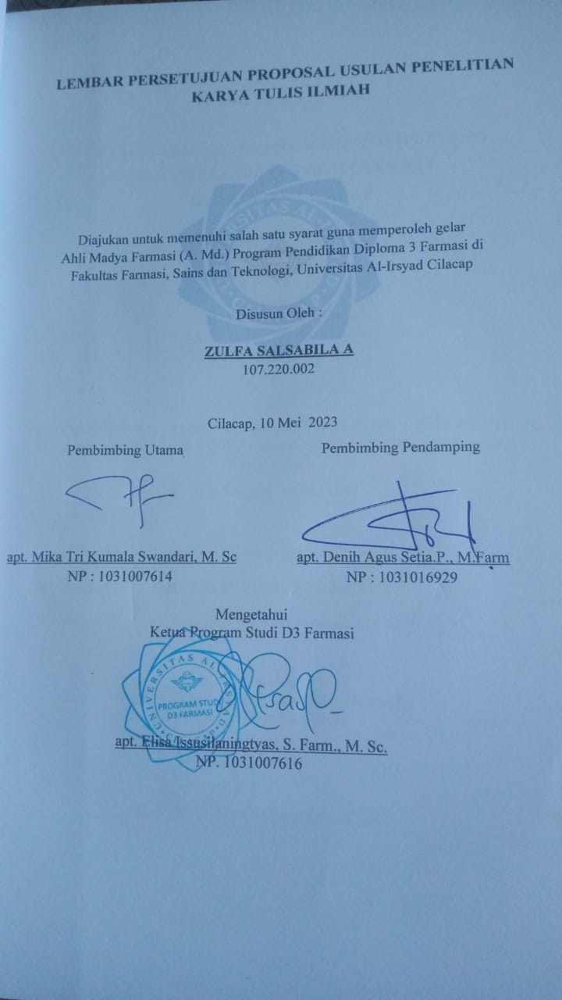 LEMBAR PERSETUJUAN PROPOSAL USULAN PENELITIAN
KARYA TULIS ILMIAH
Diajukan untuk memenuhi salah satu syarat guna memperoleh gelar
Ahli Madya Farmasi (A. Md.) Program Pendidikan Diploma 3 Farmasi di
Fakultas Farmasi, Sains dan Teknologi, Universitas Al-Irsyad Cilacap
Disusun Oleh :
ZULFA SALSABILA A
107.220.002
Cilacap, 10 Mei 2023
Pembimbing Utama
Pembimbing Pendamping
apt. Mika Tri Kumala Swandari, M. Sc
apt. Denih Agus Setia.P., M.Farm
NP : 1031007614
NP : 1031016929
Mengetahui
Ketua Program Studi D3 Farmasi
UNIVERSITAS AL IRSYAD
PROGRAM STUDI
D3 FARMASI
apt. Elisa Issusilaningtyas, S. Farm., M. Sc.
NP. 1031007616